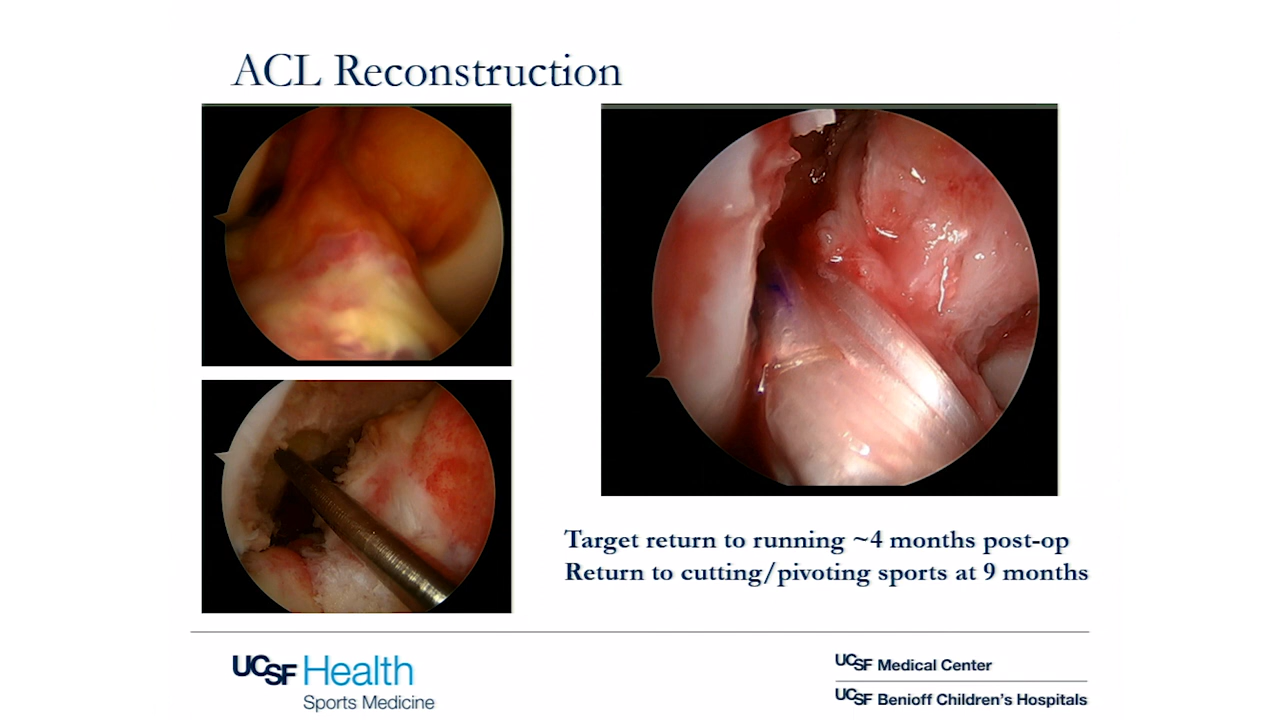 ACL Reconstruction
Target return to running ~4 months post-op
Return to cutting/pivoting sports at 9 months
UCSF Health
Sports Medicine
UCSF Medical Center
UCSF Benioff Children's Hospitals